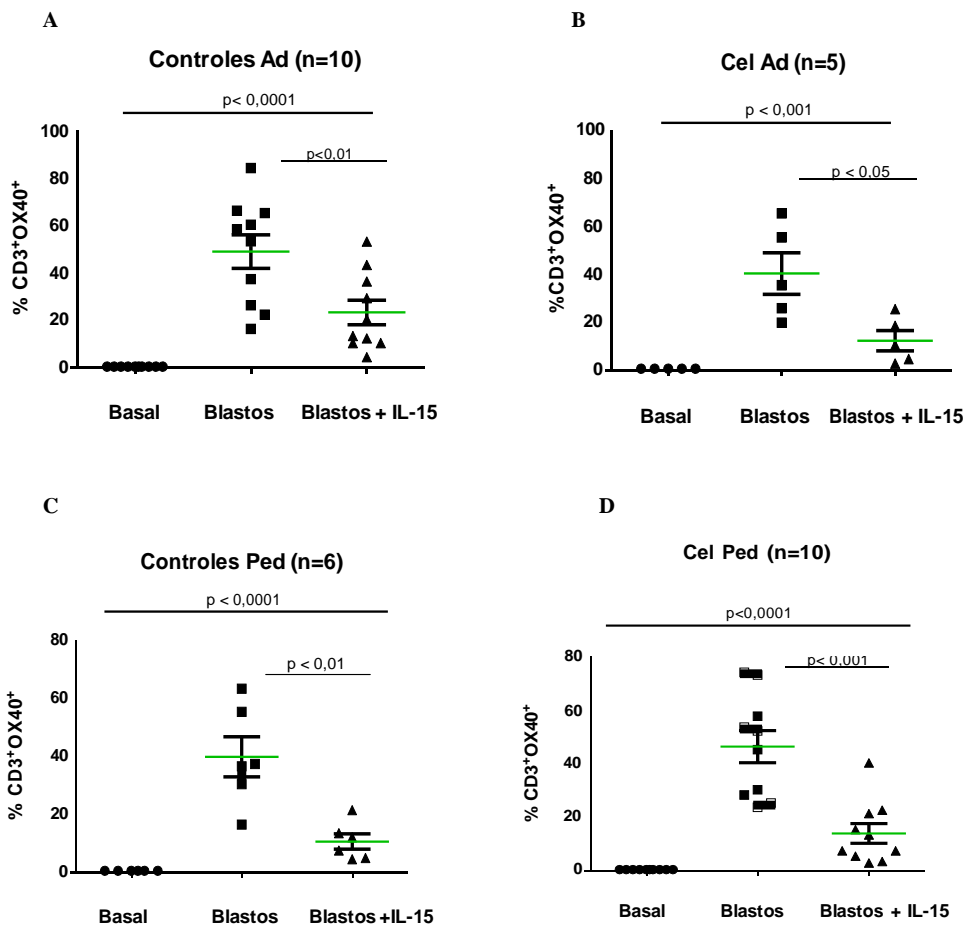 A
Controles Ad (n=10)
p< 0,0001
p<0,01
% CD3+OX40+
100
80
60
40
20
0
Basal
Blastos
Blastos + IL-15
B
Cel Ad (n=5)
p < 0,001
p < 0,05
%CD3+OX40+
100
80
60
40
20
0
Basal
Blastos
Blastos + IL-15
C
Controles Ped (n=6)
p < 0,0001
p < 0,01
% CD3+OX40+
80
60
40
20
0
Basal
Blastos
Blastos +IL-15
D
Cel Ped (n=10)
p<0,0001
p< 0,001
% CD3+OX40+
80
60
40
20
0
Basal
Blastos
Blastos + IL-15